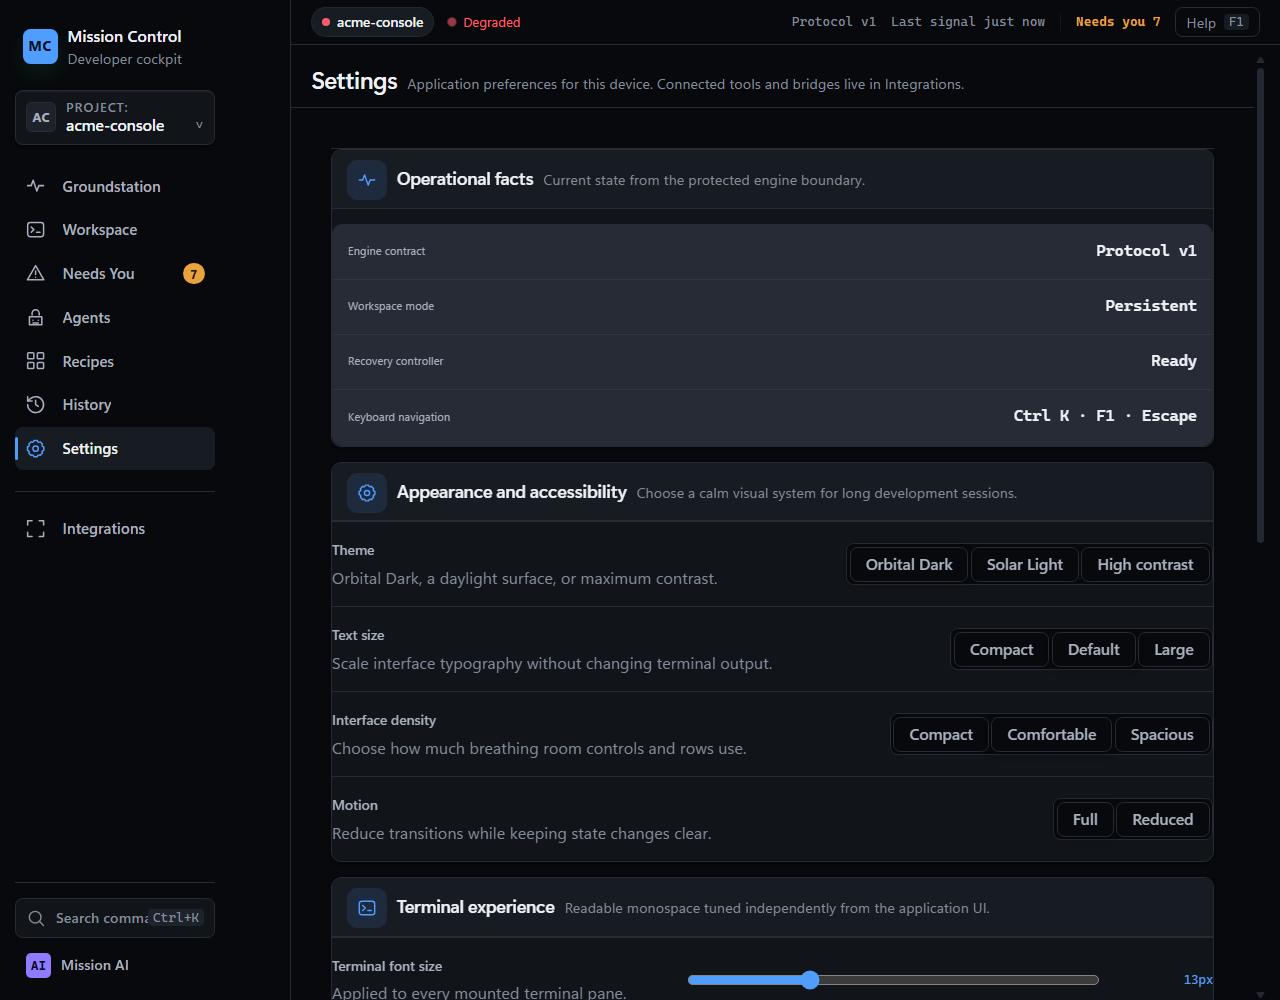 MC
Mission Control
Developer cockpit
AC
PROJECT:
acme-console
v
Groundstation
Workspace
Needs You 7
Agents
Recipes
History
Settings
Integrations
Search comma Ctrl+K
AI Mission AI
acme-console Degraded Protocol v1 Last signal just now Needs you 7 Help F1
Settings Application preferences for this device. Connected tools and bridges live in Integrations.
Operational facts Current state from the protected engine boundary.
Engine contract Protocol v1
Workspace mode Persistent
Recovery controller Ready
Keyboard navigation Ctrl K · F1 · Escape
Appearance and accessibility Choose a calm visual system for long development sessions.
Theme
Orbital Dark, a daylight surface, or maximum contrast.
Orbital Dark Solar Light High contrast
Text size
Scale interface typography without changing terminal output.
Compact Default Large
Interface density
Choose how much breathing room controls and rows use.
Compact Comfortable Spacious
Motion
Reduce transitions while keeping state changes clear.
Full Reduced
Terminal experience Readable monospace tuned independently from the application UI.
Terminal font size
Applied to every mounted terminal pane.
13px